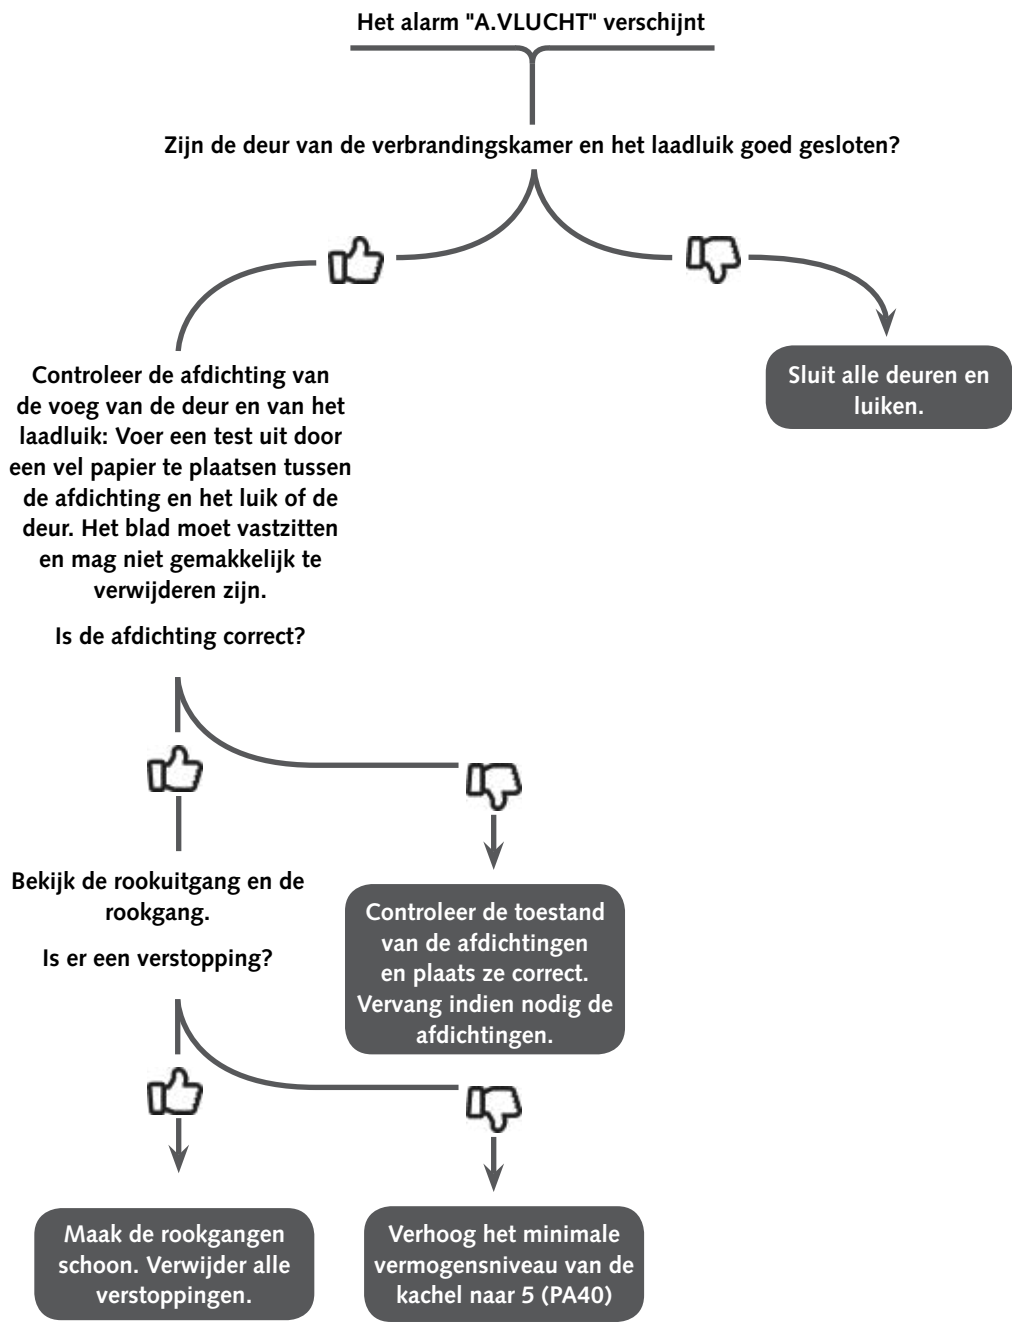 Het alarm "A.VLUCHT" verschijnt
Zijn de deur van de verbrandingskamer en het laadluik goed gesloten?
Sluit alle deuren en
luiken.
Controleer de afdichting van
de voeg van de deur en van het
laadluik: Voer een test uit door
een vel papier te plaatsen tussen
de afdichting en het luik of de
deur. Het blad moet vastzitten
en mag niet gemakkelijk te
verwijderen zijn.
Is de afdichting correct?
Bekijk de rookuitgang en de
rookgang.
Is er een verstopping?
Controleer de toestand
van de afdichtingen
en plaats ze correct.
Vervang indien nodig de
afdichtingen.
Maak de rookgangen
schoon. Verwijder alle
verstoppingen.
Verhoog het minimale
vermogensniveau van de
kachel naar 5 (PA40)